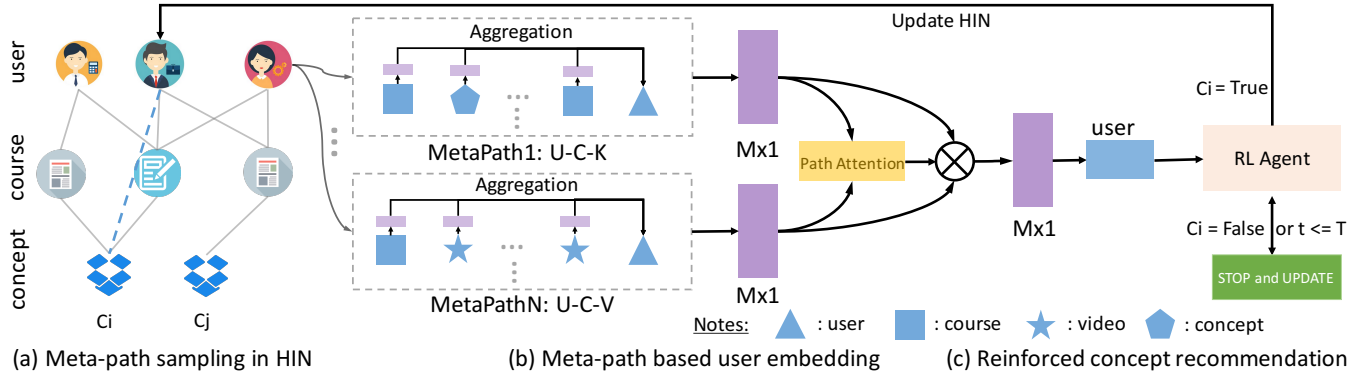 Update HIN
user
course
concept
Ci
Cj
Aggregation
MetaPath1: U-C-K
Aggregation
MetaPathN: U-C-V
Mx1
Mx1
Path Attention
Mx1
user
Ci = True
RL Agent
Ci = False or t <= T
STOP and UPDATE
Notes: : user : course : video : concept
(a) Meta-path sampling in HIN
(b) Meta-path based user embedding
(c) Reinforced concept recommendation